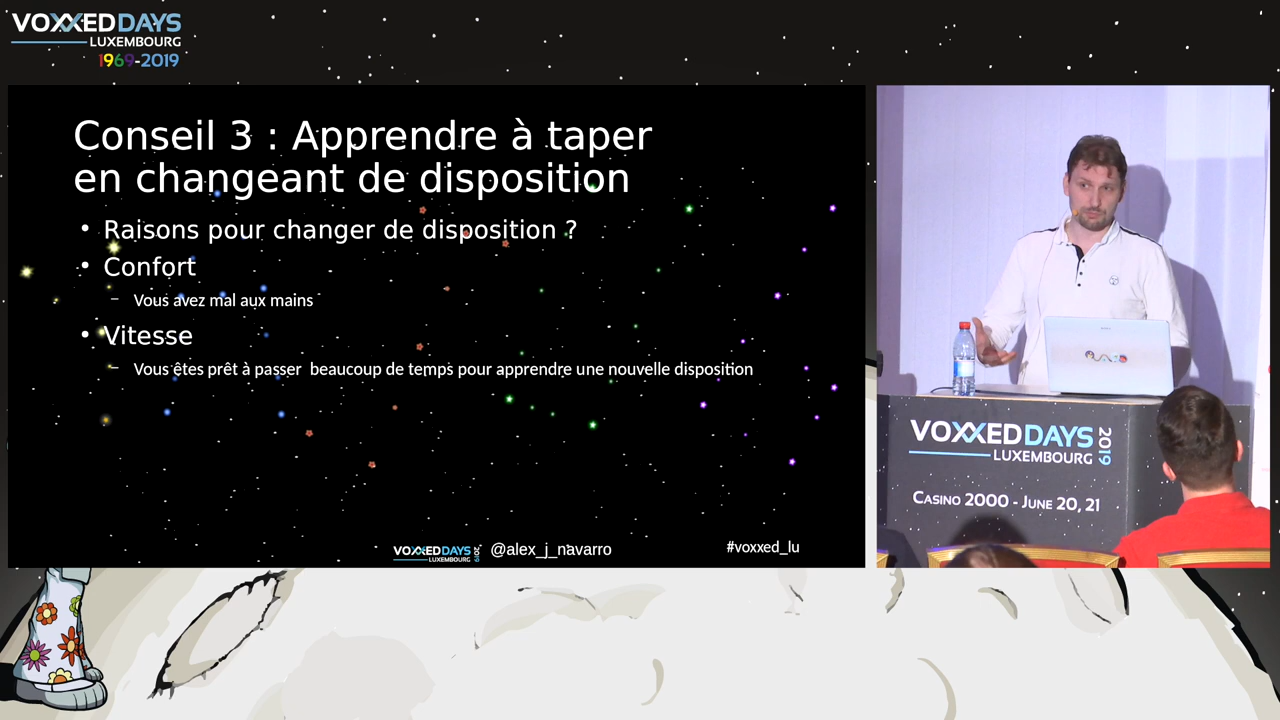 VOXXEDDAYS
LUXEMBOURG
1969-2019
Conseil 3 : Apprendre à taper
en changeant de disposition
• Raisons pour changer de disposition ?
• Confort
– Vous avez mal aux mains
• Vitesse
– Vous êtes prêt à passer beaucoup de temps pour apprendre une nouvelle disposition
VOXXEDDAYS 2019
LUXEMBOURG
@alex_j_navarro
#voxxed_lu
VAIO
VOXXEDDAYS 2019
LUXEMBOURG
CASINO 2000 - JUNE 20, 21